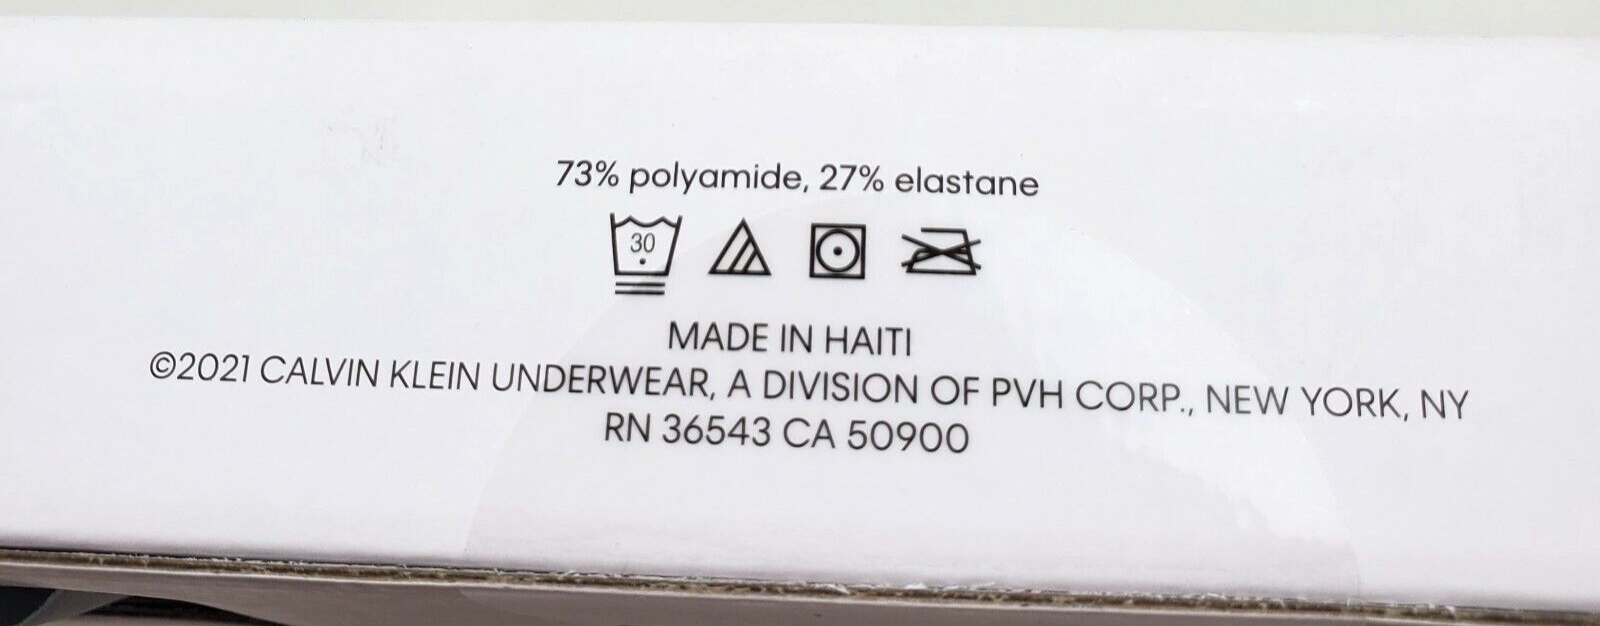 73% polyamide, 27% elastane
30
MADE IN HAITI
©2021 CALVIN KLEIN UNDERWEAR, A DIVISION OF PVH CORP., NEW YORK, NY
RN 36543 CA 50900